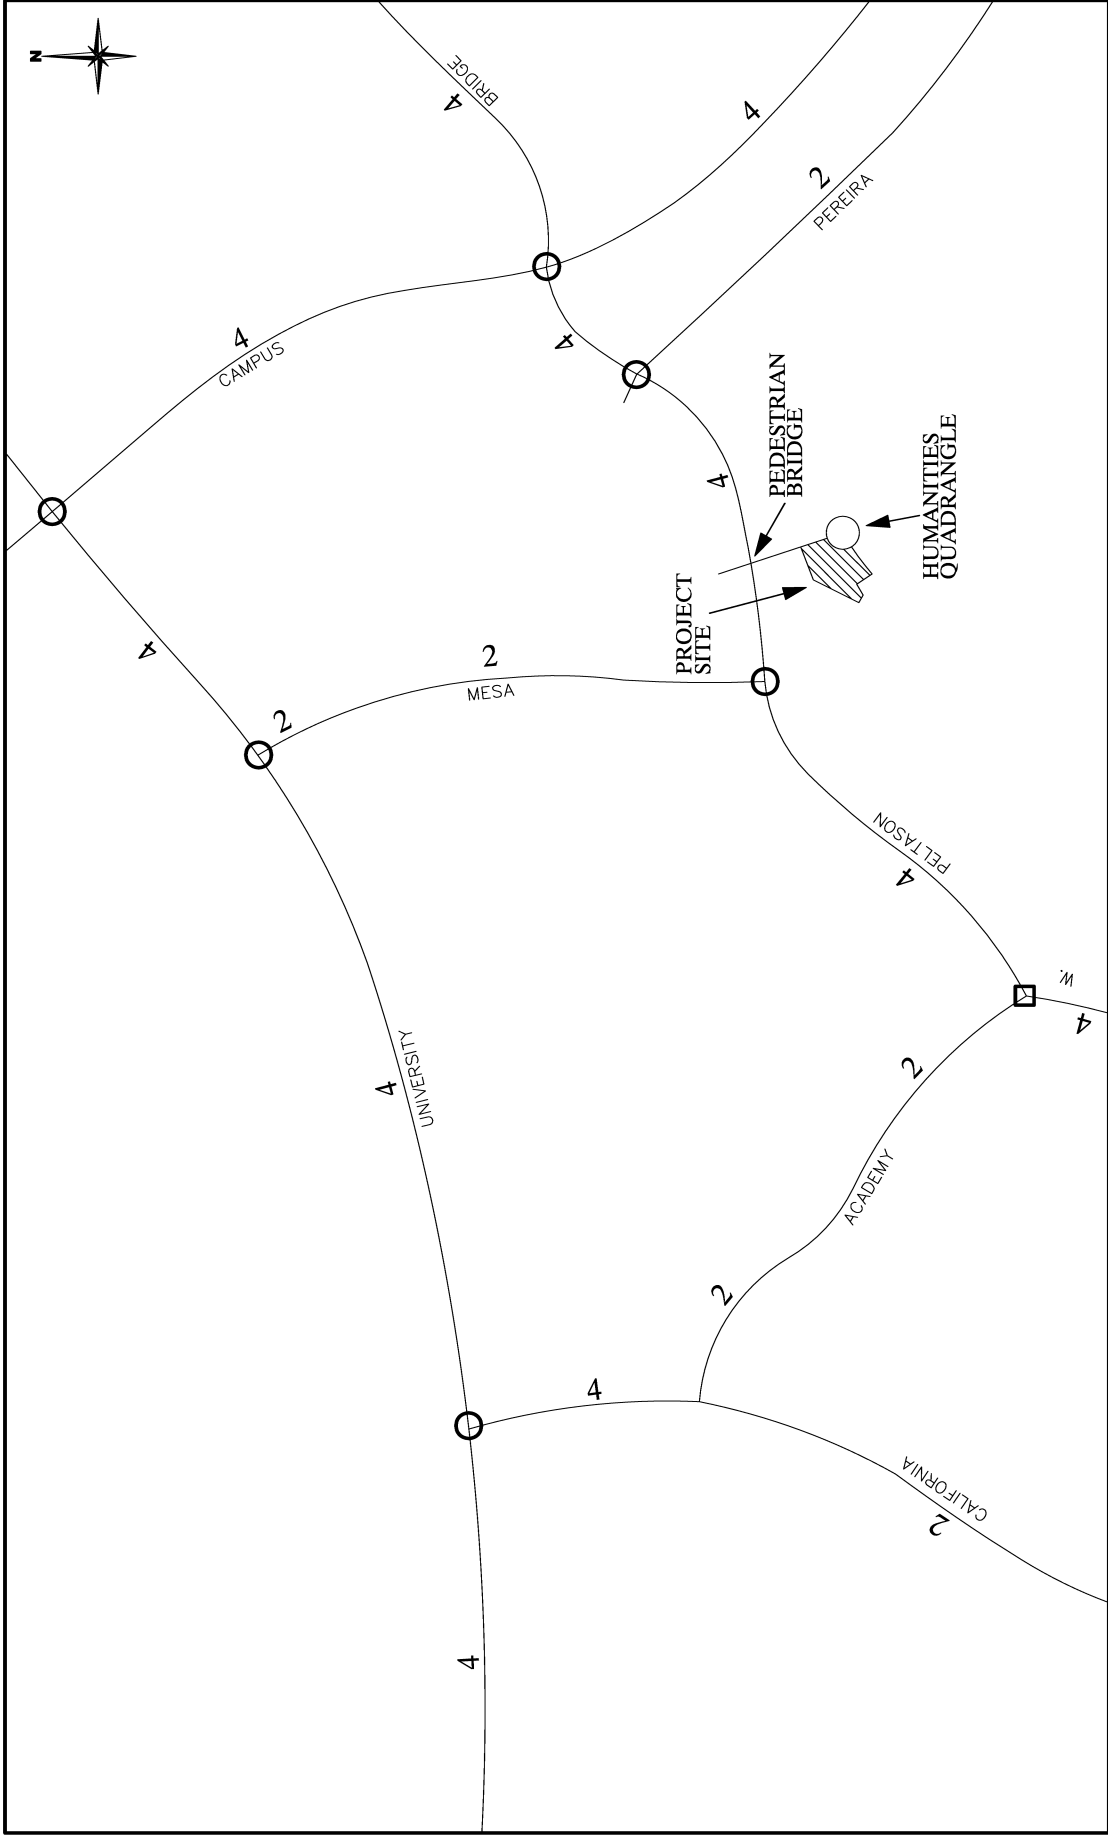 N
BRIDGE
4
4
2
PEREIRA
4
CAMPUS
4
4
PEDESTRIAN
BRIDGE
HUMANITIES
QUADRANGLE
PROJECT
SITE
4
2
MESA
2
PELTASON
4
W.
4
4
UNIVERSITY
2
ACADEMY
2
4
CALIFORNIA
2
4